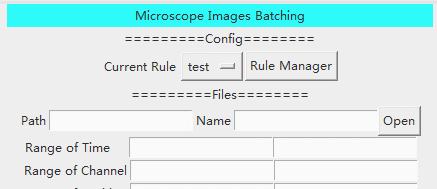 Microscope Images Batching
=========Config========
Current Rule test Rule Manager
=========Files========
Path Name Open
Range of Time
Range of Channel